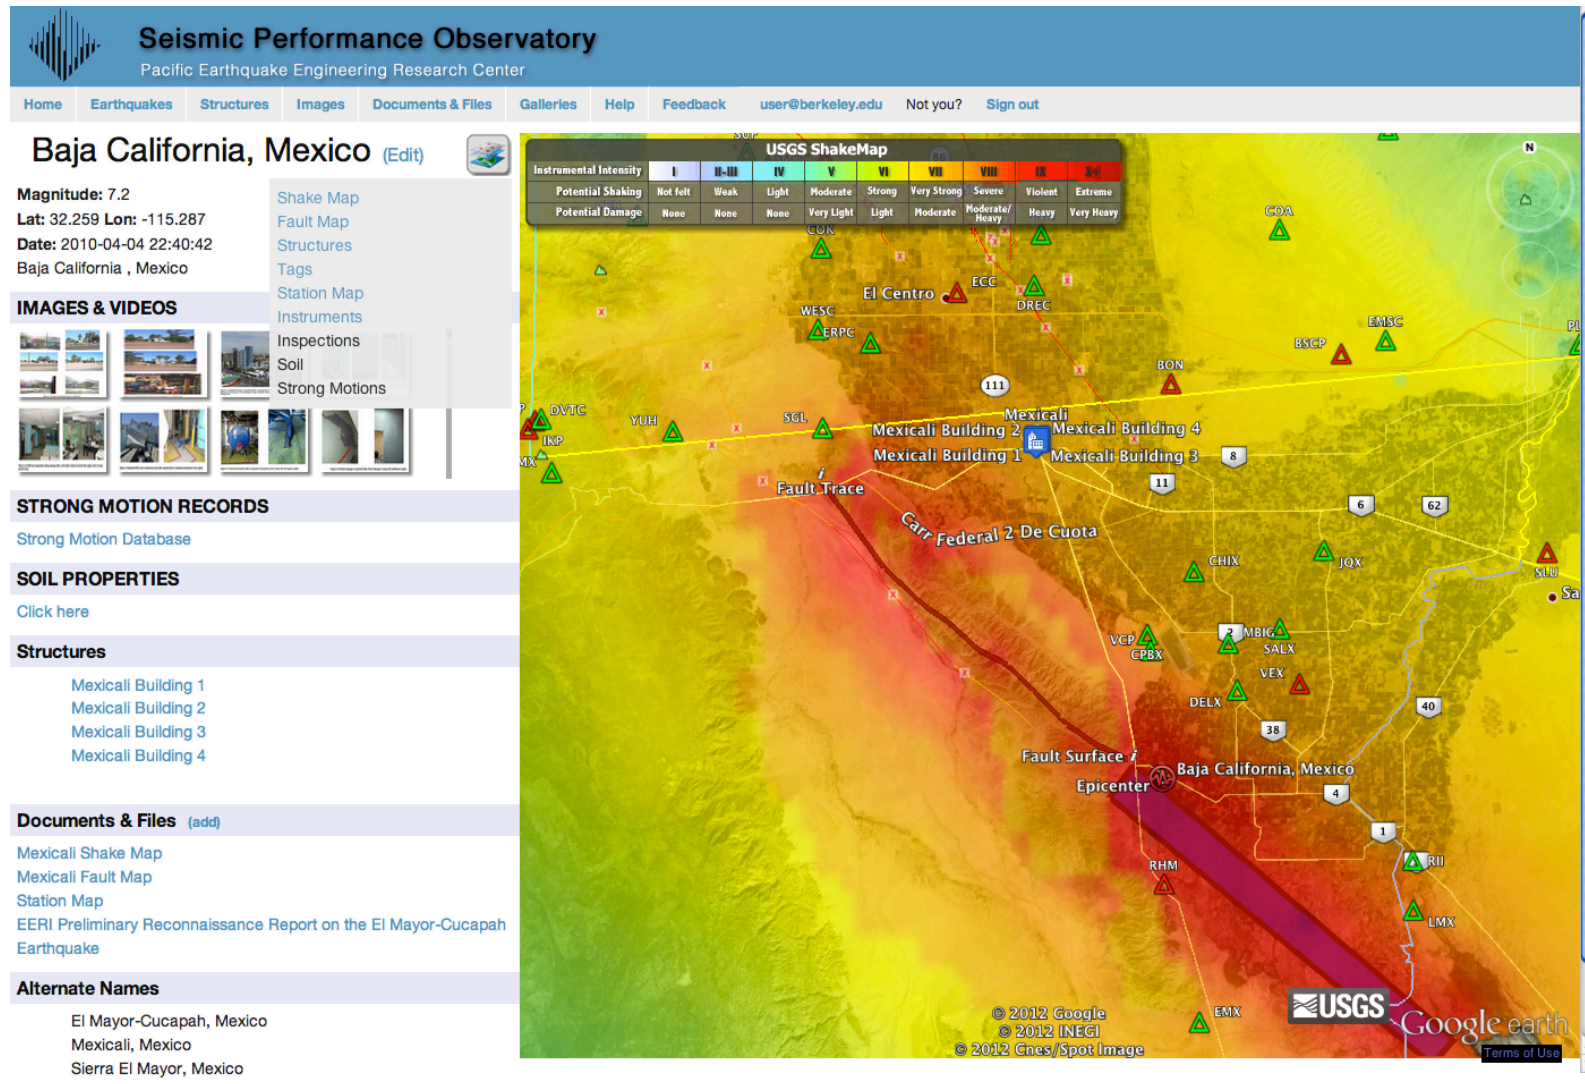 Seismic Performance Observatory
Pacific Earthquake Engineering Research Center
Home Earthquakes Structures Images Documents & Files Galleries Help Feedback user@berkeley.edu Not you? Sign out
Baja California, Mexico (Edit)
Magnitude: 7.2
Lat: 32.259 Lon: -115.287
Date: 2010-04-04 22:40:42
Baja California , Mexico
Shake Map
Fault Map
Structures
Tags
Station Map
Instruments
Inspections
Soil
Strong Motions
IMAGES & VIDEOS
STRONG MOTION RECORDS
Strong Motion Database
SOIL PROPERTIES
Click here
Structures
Mexicali Building 1
Mexicali Building 2
Mexicali Building 3
Mexicali Building 4
Documents & Files (add)
Mexicali Shake Map
Mexicali Fault Map
Station Map
EERI Preliminary Reconnaissance Report on the El Mayor-Cucapah
Earthquake
Alternate Names
El Mayor-Cucapah, Mexico
Mexicali, Mexico
Sierra El Mayor, Mexico
USGS ShakeMap
Instrumental Intensity I II-III IV V VI VII VIII IX X+
Potential Shaking Not felt Weak Light Moderate Strong Very Strong Severe Violent Extreme
Potential Damage None None None Very Light Light Moderate Moderate/Heavy Heavy Very Heavy
N
COA
COK
El Centro
ECC
DREC
WESC
ERPC
EMSC
BSCP
BON
111
DVTC
IKP
YUH
SGL
MX
Mexicali
Mexicali Building 2
Mexicali Building 4
Mexicali Building 1
Mexicali Building 3
8
11
6
62
i
Fault Trace
Carr Federal 2 De Cuota
CHIX
JQX
SLU
Sa
VCP
CPBX
2
MBIG
SALX
VEX
DELX
40
38
Fault Surface i
Baja California, Mexico
Epicenter
4
1
RII
RHM
LMX
EMX
© 2012 Google
© 2012 INEGI
© 2012 Cnes/Spot Image
USGS
Google earth
Terms of Use